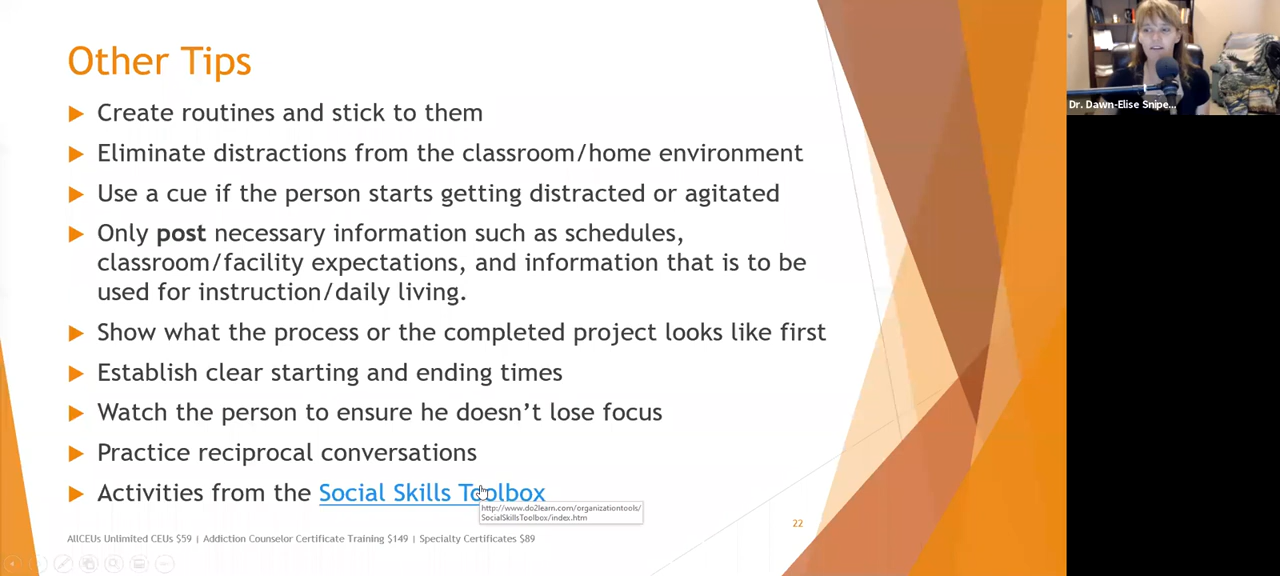 Other Tips
Create routines and stick to them
Eliminate distractions from the classroom/home environment
Use a cue if the person starts getting distracted or agitated
Only post necessary information such as schedules,
classroom/facility expectations, and information that is to be
used for instruction/daily living.
Show what the process or the completed project looks like first
Establish clear starting and ending times
Watch the person to ensure he doesn’t lose focus
Practice reciprocal conversations
Activities from the Social Skills Toolbox
http://www.do2learn.com/organizationtools/
SocialSkillsToolbox/index.htm
22
AllCEUs Unlimited CEUs $59 | Addiction Counselor Certificate Training $149 | Specialty Certificates $89
Dr. Dawn-Elise Snipe...